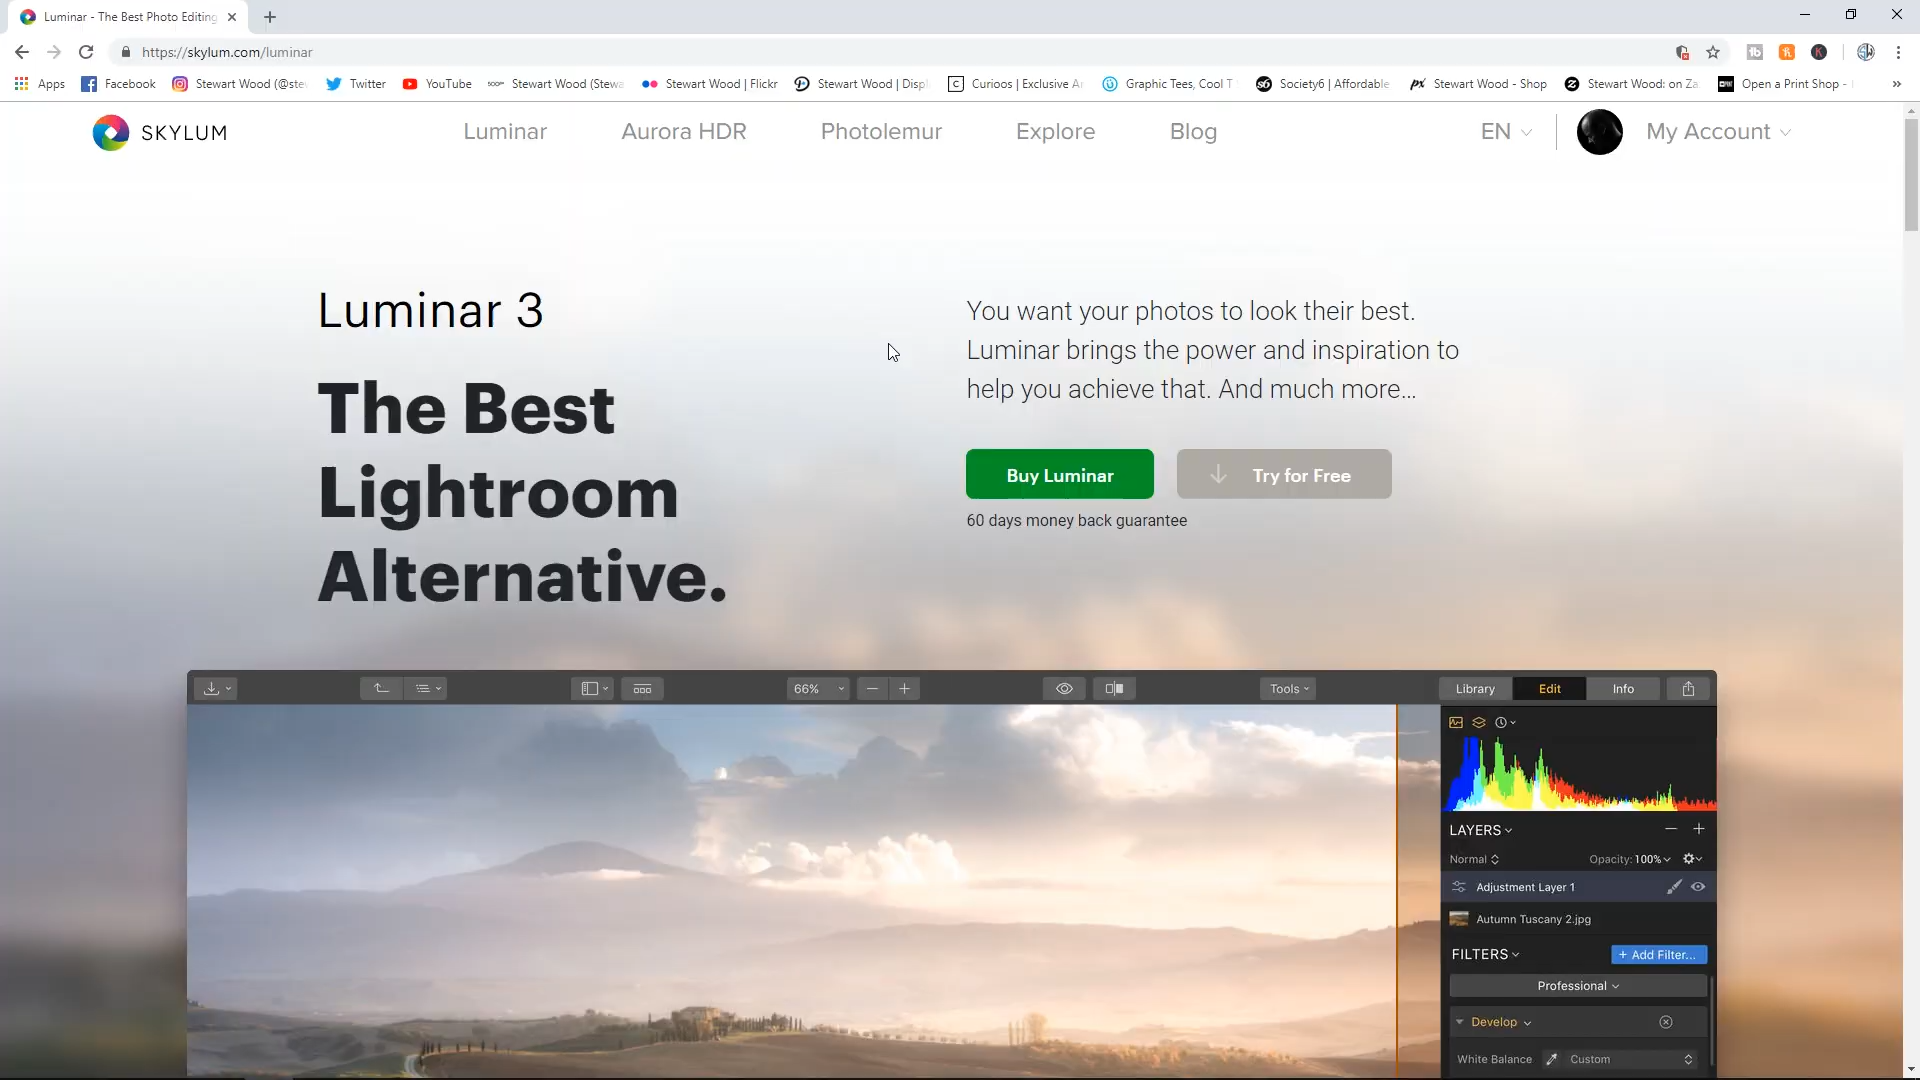 Luminar - The Best Photo Editing
https://skylum.com/luminar
Apps
Facebook
Stewart Wood (@ste
Twitter
YouTube
Stewart Wood (Stewa
Stewart Wood | Flickr
Stewart Wood | Displ
Curioos | Exclusive Ar
Graphic Tees, Cool T
Society6 | Affordable
Stewart Wood - Shop
Stewart Wood: on Za
Open a Print Shop -
SKYLUM
Luminar
Aurora HDR
Photolemur
Explore
Blog
EN
My Account
Luminar 3
The Best
Lightroom
Alternative.
You want your photos to look their best.
Luminar brings the power and inspiration to
help you achieve that. And much more...
Buy Luminar
Try for Free
60 days money back guarantee
66%
Tools
Library
Edit
Info
LAYERS
Normal
Opacity: 100%
Adjustment Layer 1
Autumn Tuscany 2.jpg
FILTERS
+ Add Filter...
Professional
Develop
White Balance
Custom